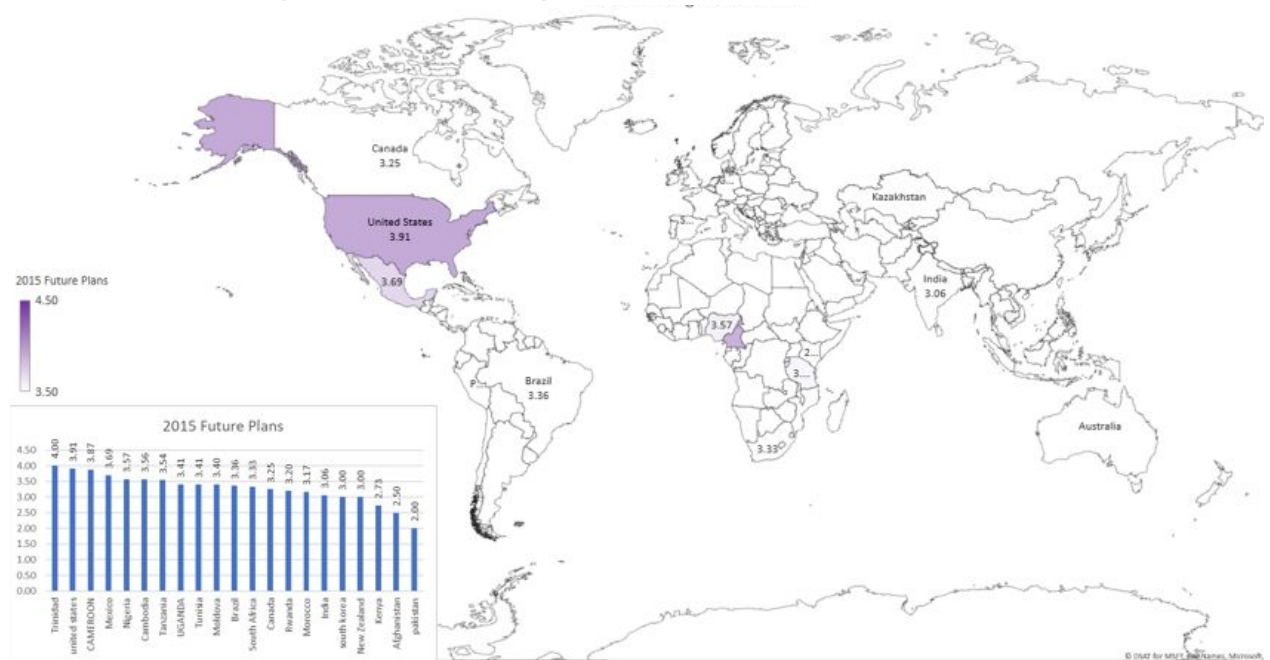 Canada
3.25
United States
3.91
3.69
Kazakhstan
India
3.06
3.57
2...
3....
P...
Brazil
3.36
3.33
Australia
2015 Future Plans
4.50
3.50
2015 Future Plans
4.50
4.00
3.50
3.00
2.50
2.00
1.50
1.00
0.50
0.00
4.00
3.91
3.87
3.69
3.57
3.56
3.54
3.41
3.41
3.40
3.36
3.33
3.25
3.20
3.17
3.06
3.00
3.00
2.73
2.50
2.00
Trinidad
united states
CAMEROON
Mexico
Nigeria
Cambodia
Tanzania
UGANDA
Tunisia
Moldova
Brazil
South Africa
Canada
Rwanda
Morocco
India
south korea
New Zealand
Kenya
Afghanistan
pakistan
© DSAT for MSFT, Microsoft,